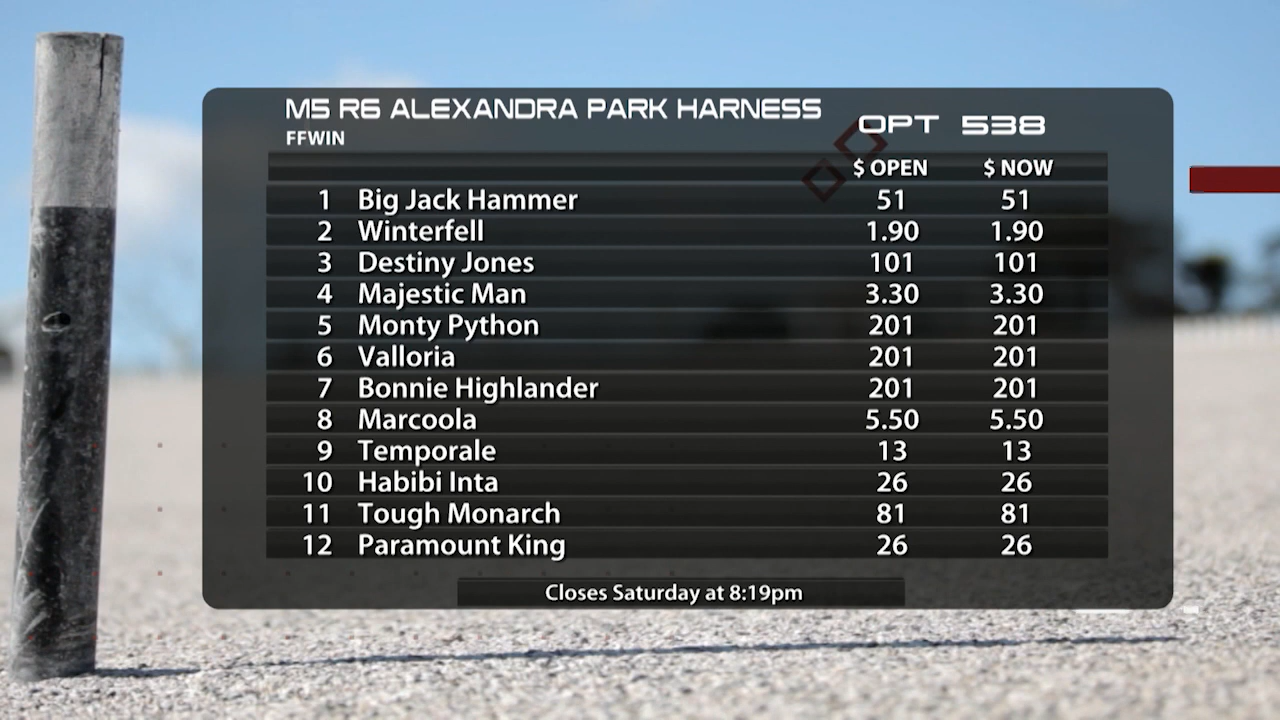 M5 R6 ALEXANDRA PARK HARNESS
FFWIN
OPT 538
$ OPEN $ NOW
1 Big Jack Hammer 51 51
2 Winterfell 1.90 1.90
3 Destiny Jones 101 101
4 Majestic Man 3.30 3.30
5 Monty Python 201 201
6 Valloria 201 201
7 Bonnie Highlander 201 201
8 Marcoola 5.50 5.50
9 Temporale 13 13
10 Habibi Inta 26 26
11 Tough Monarch 81 81
12 Paramount King 26 26
Closes Saturday at 8:19pm